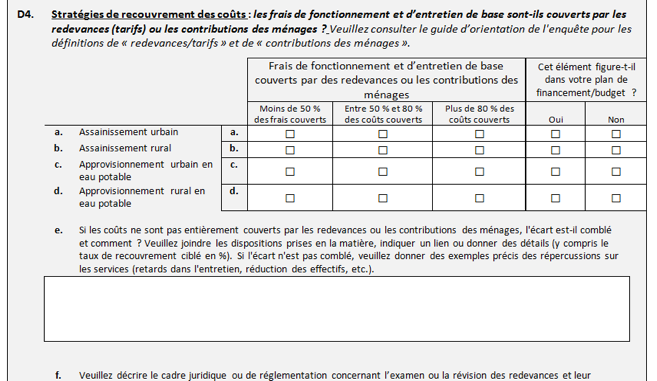 D4. Stratégies de recouvrement des coûts : les frais de fonctionnement et d'entretien de base sont-ils couverts par les
redevances (tarifs) ou les contributions des ménages ? Veuillez consulter le guide d'orientation de l'enquête pour les
définitions de « redevances/tarifs » et de « contributions des ménages ».
Frais de fonctionnement et d'entretien de base
couverts par des redevances ou les contributions des
ménages
Cet élément figure-t-il
dans votre plan de
financement/budget ?
Moins de 50 %
des frais couverts
Entre 50 % et 80 %
des coûts couverts
Plus de 80 % des
coûts couverts
Oui
Non
a. Assainissement urbain a. ☐ ☐ ☐ ☐ ☐
b. Assainissement rural b. ☐ ☐ ☐ ☐ ☐
c. Approvisionnement urbain en c. ☐ ☐ ☐ ☐ ☐
eau potable
d. Approvisionnement rural en d. ☐ ☐ ☐ ☐ ☐
eau potable
e. Si les coûts ne sont pas entièrement couverts par les redevances ou les contributions des ménages, l'écart est-il comblé
et comment ? Veuillez joindre les dispositions prises en la matière, indiquer un lien ou donner des détails (y compris le
taux de recouvrement ciblé en %). Si l'écart n'est pas comblé, veuillez donner des exemples précis des répercussions sur
les services (retards dans l'entretien, réduction des effectifs, etc.).
f. Veuillez décrire le cadre juridique ou de réglementation concernant l'examen ou la révision des redevances et leur